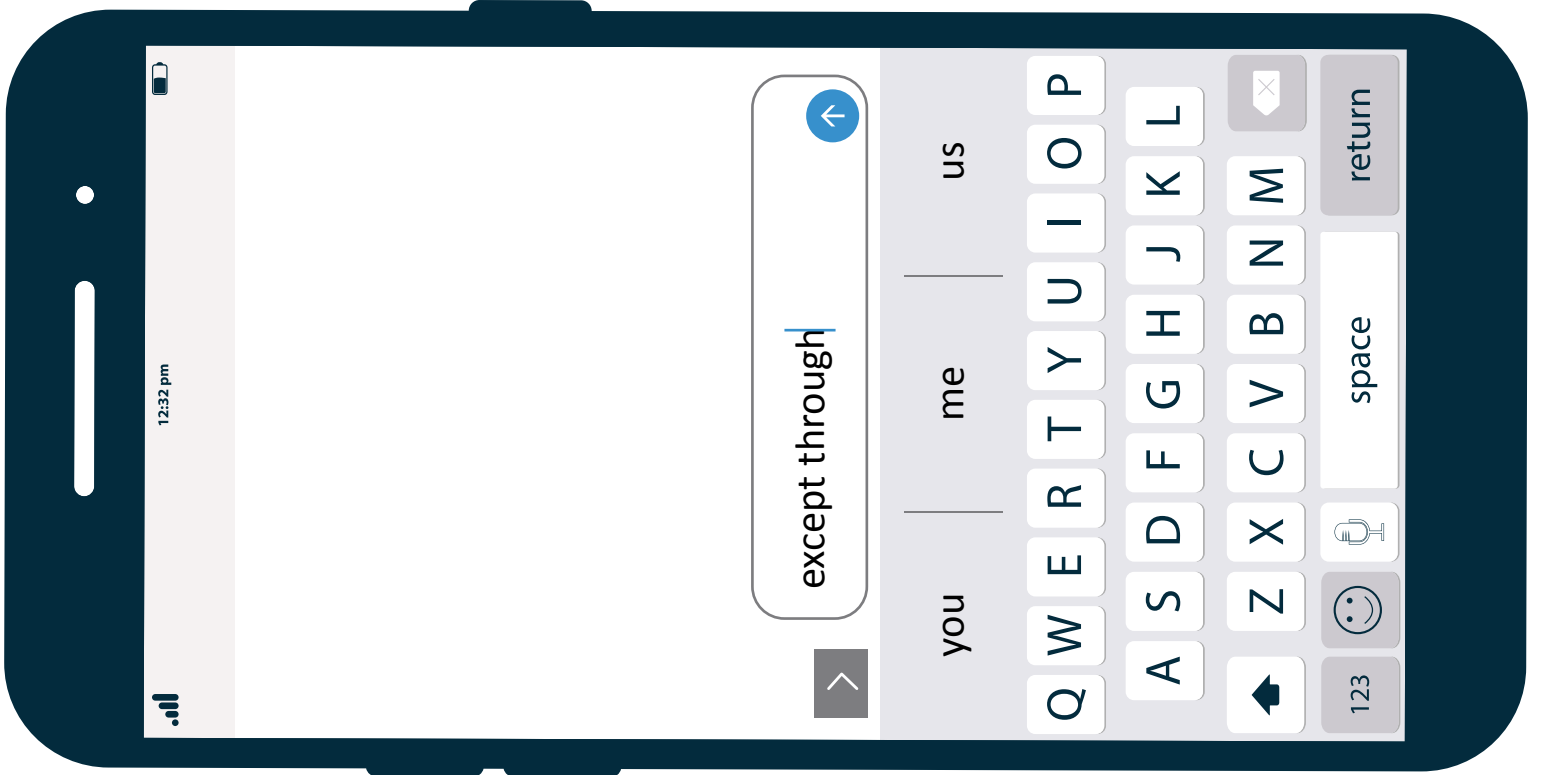 12:32 pm
except through
you me us
Q W E R T Y U I O P
A S D F G H J K L
Z X C V B N M
123 space return